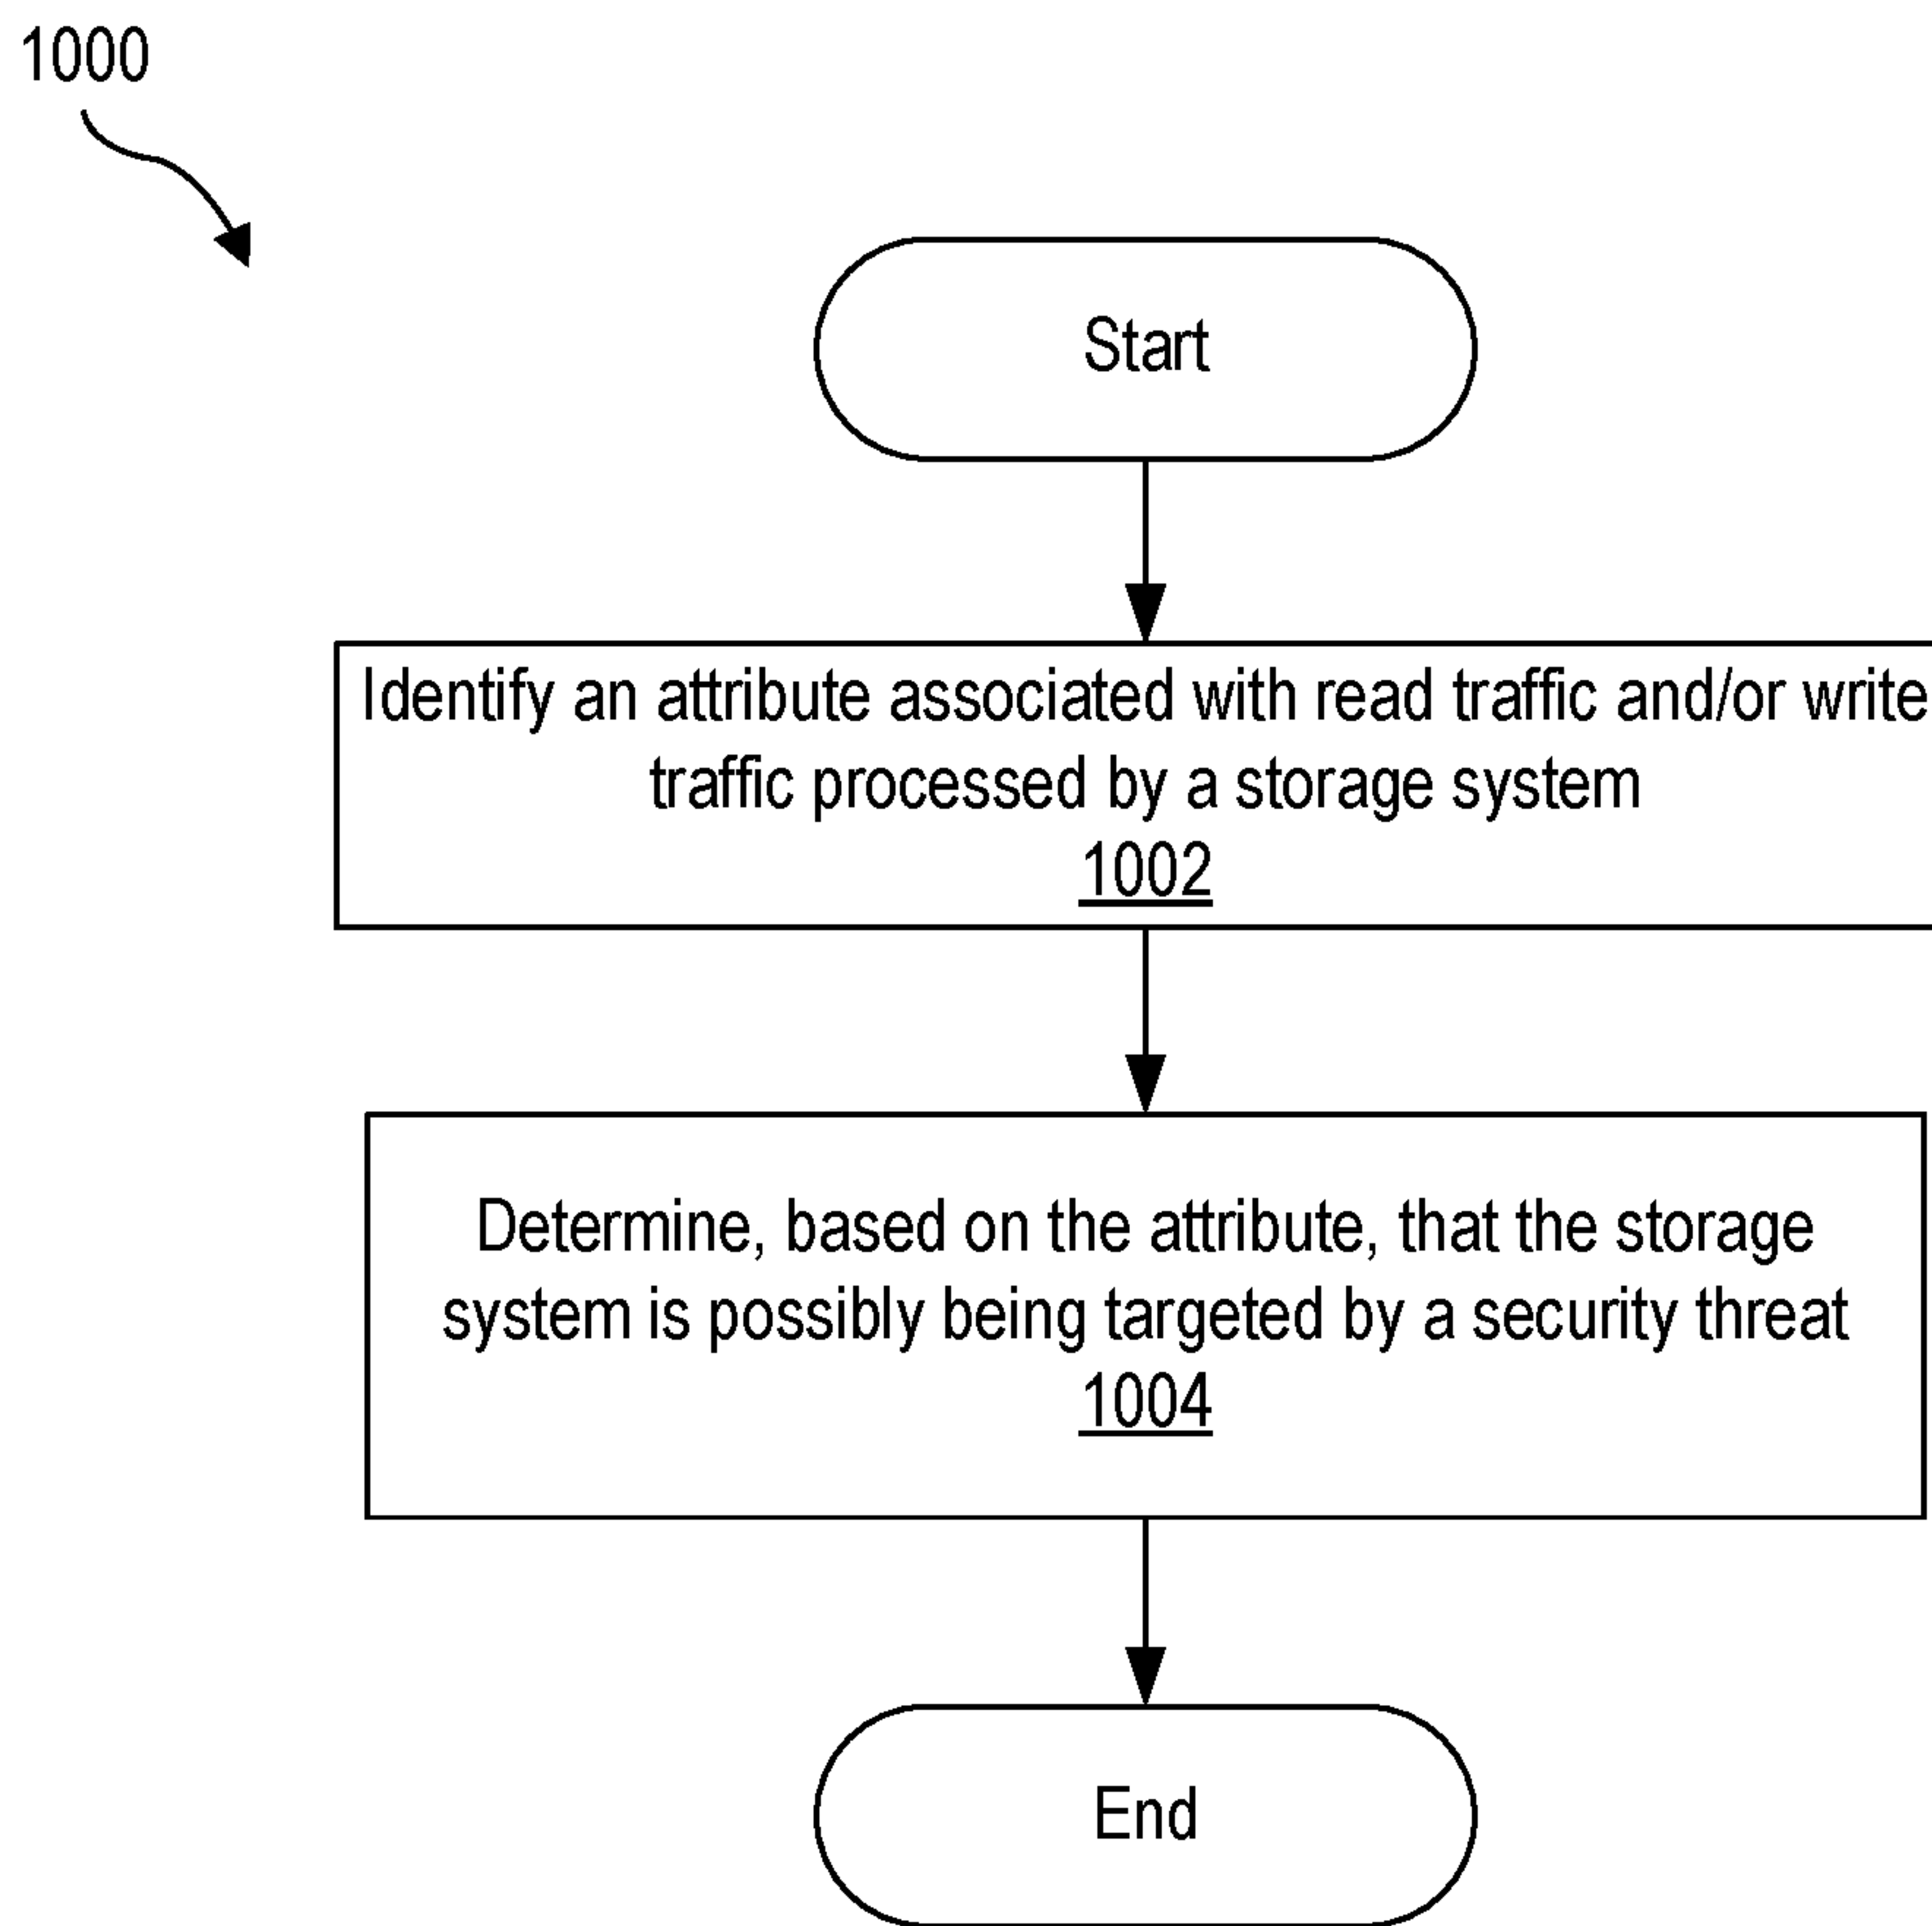 1000
Start
Identify an attribute associated with read traffic and/or write
traffic processed by a storage system
1002
Determine, based on the attribute, that the storage
system is possibly being targeted by a security threat
1004
End